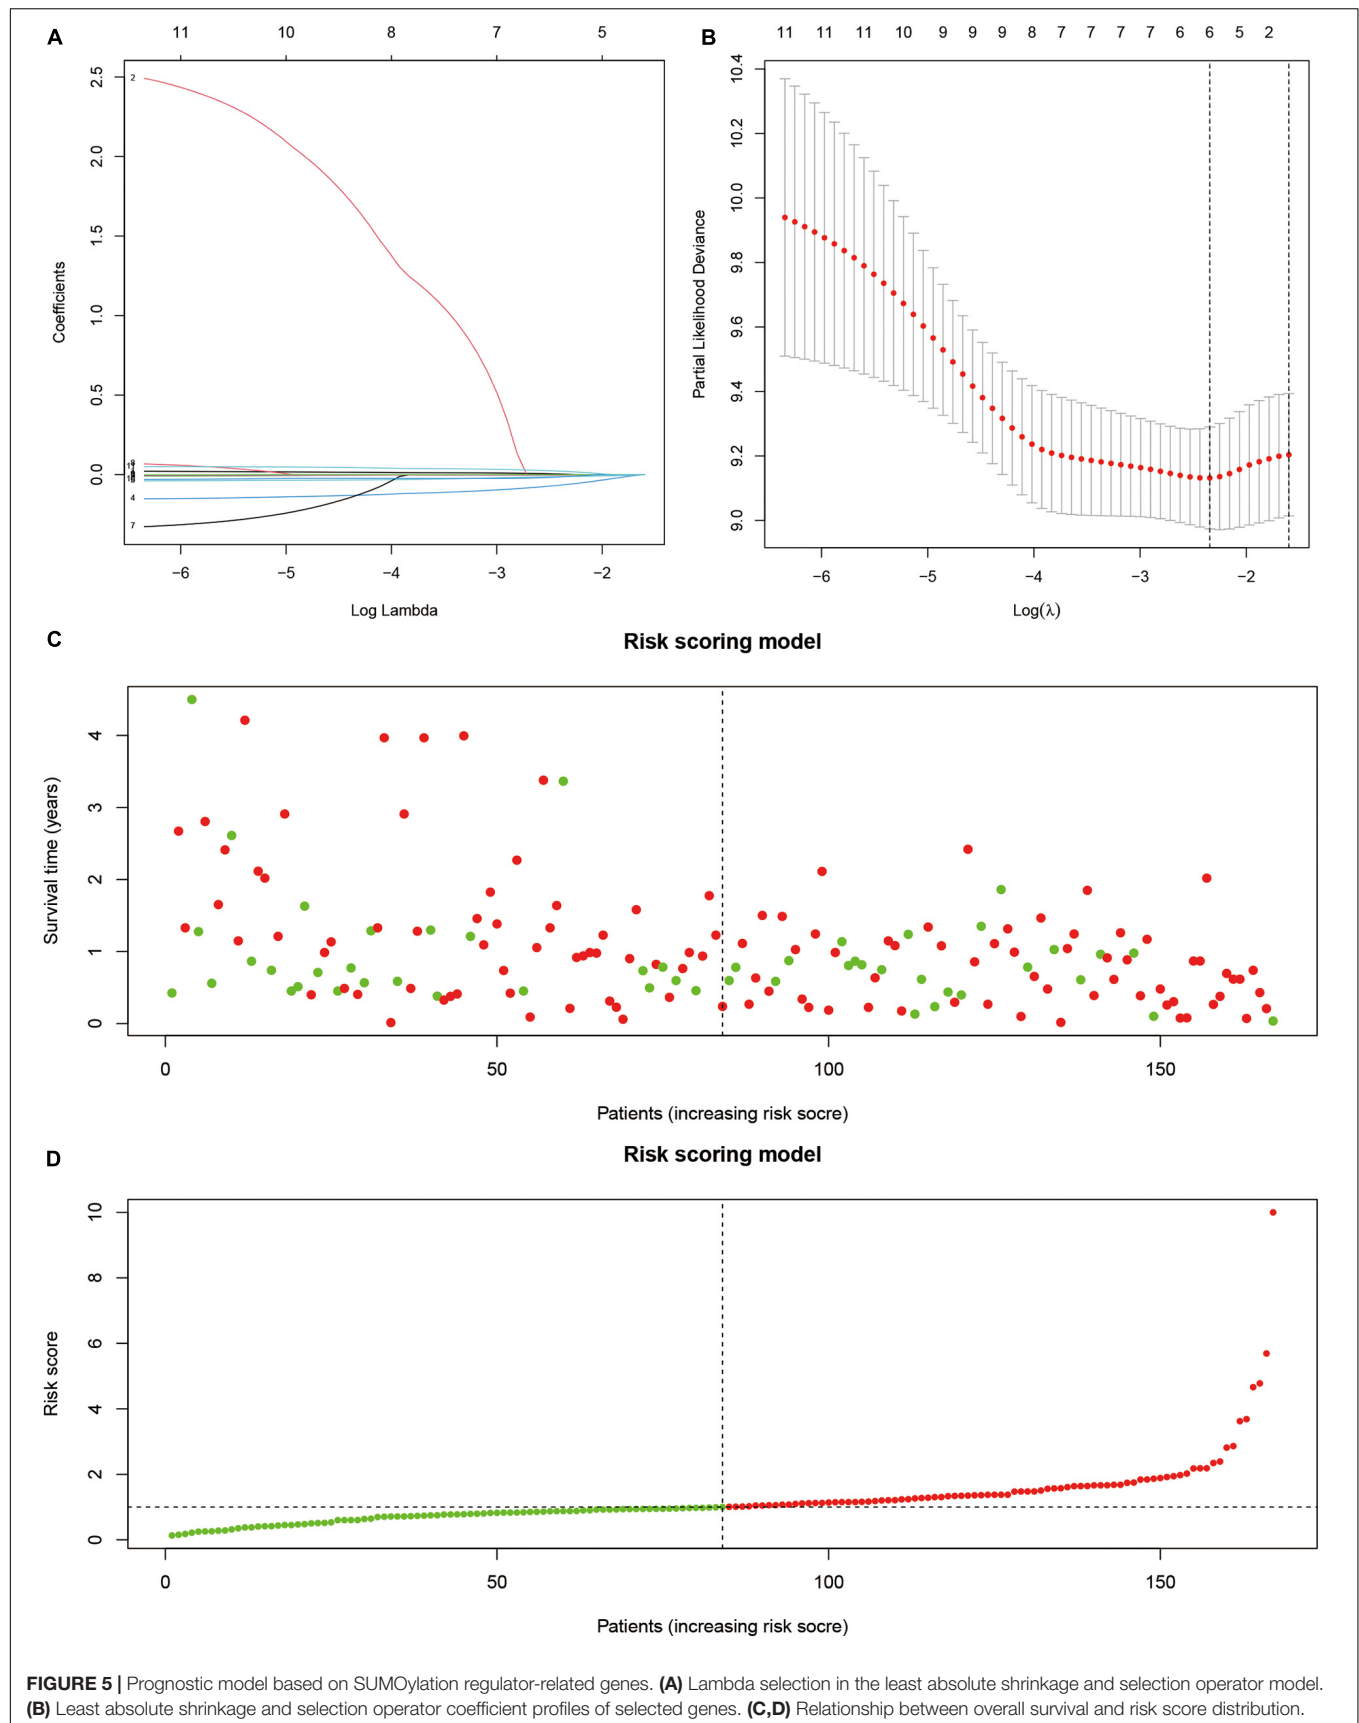 A
11 10 8 7 5
2.5
2.0
1.5
1.0
0.5
0.0
Coefficients
2
4
7
−6 −5 −4 −3 −2
Log Lambda
B
11 11 11 10 9 9 9 8 7 7 7 7 6 6 5 2
10.4
10.2
10.0
9.8
9.6
9.4
9.2
9.0
Partial Likelihood Deviance
−6 −5 −4 −3 −2
Log(λ)
C
Risk scoring model
4
3
2
1
0
Survival time (years)
0 50 100 150
Patients (increasing risk socre)
D
Risk scoring model
10
8
6
4
2
0
Risk score
0 50 100 150
Patients (increasing risk socre)
FIGURE 5 | Prognostic model based on SUMOylation regulator-related genes. (A) Lambda selection in the least absolute shrinkage and selection operator model.
(B) Least absolute shrinkage and selection operator coefficient profiles of selected genes. (C,D) Relationship between overall survival and risk score distribution.